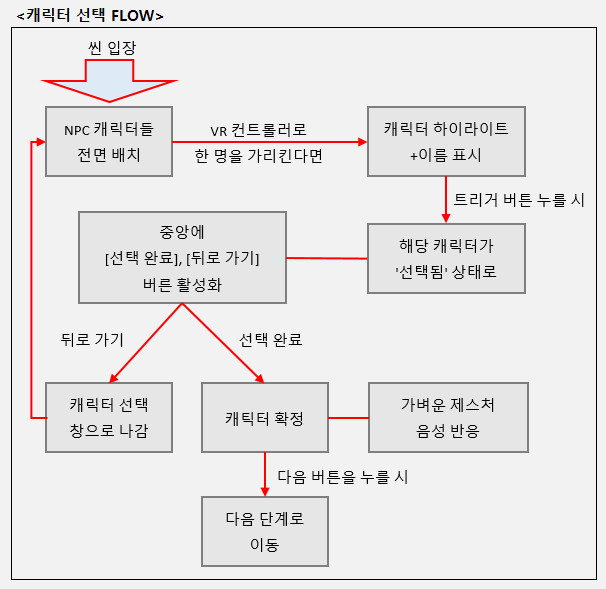 <캐릭터 선택 FLOW>
씬 입장
NPC 캐릭터들
전면 배치
VR 컨트롤러로
한 명을 가리킨다면
캐릭터 하이라이트
+이름 표시
트리거 버튼 누를 시
해당 캐릭터가
'선택됨' 상태로
중앙에
[선택 완료], [뒤로 가기]
버튼 활성화
뒤로 가기
선택 완료
캐릭터 선택
창으로 나감
캐틱터 확정
가벼운 제스처
음성 반응
다음 버튼을 누를 시
다음 단계로
이동